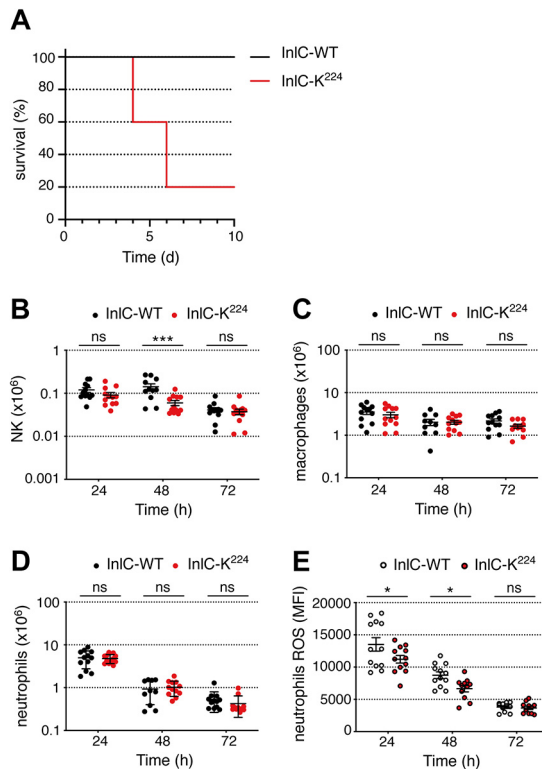 A
InlC-WT
InlC-K224
survival (%)
100
80
60
40
20
0
0 5 10
Time (d)
B
InlC-WT InlC-K224
ns *** ns
NK (x10⁶)
1
0.1
0.01
0.001
24 48 72
Time (h)
C
InlC-WT InlC-K224
ns ns ns
macrophages (x10⁶)
100
10
1
0.1
24 48 72
Time (h)
D
InlC-WT InlC-K224
ns ns ns
neutrophils (x10⁶)
100
10
1
0.1
24 48 72
Time (h)
E
InlC-WT InlC-K224
* * ns
neutrophils ROS (MFI)
20000
15000
10000
5000
0
24 48 72
Time (h)